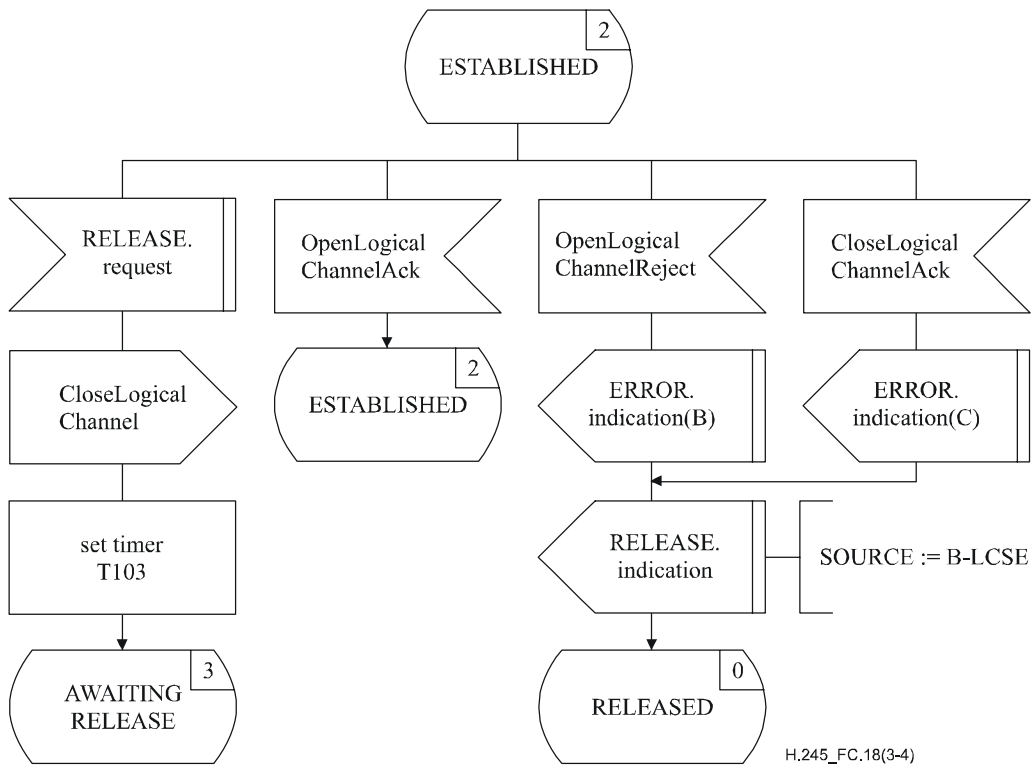 2
ESTABLISHED
RELEASE.
request
OpenLogical
ChannelAck
OpenLogical
ChannelReject
CloseLogical
ChannelAck
CloseLogical
Channel
2
ESTABLISHED
ERROR.
indication(B)
ERROR.
indication(C)
set timer
T103
RELEASE.
indication
SOURCE := B-LCSE
3
AWAITING
RELEASE
0
RELEASED
H.245_FC.18(3-4)